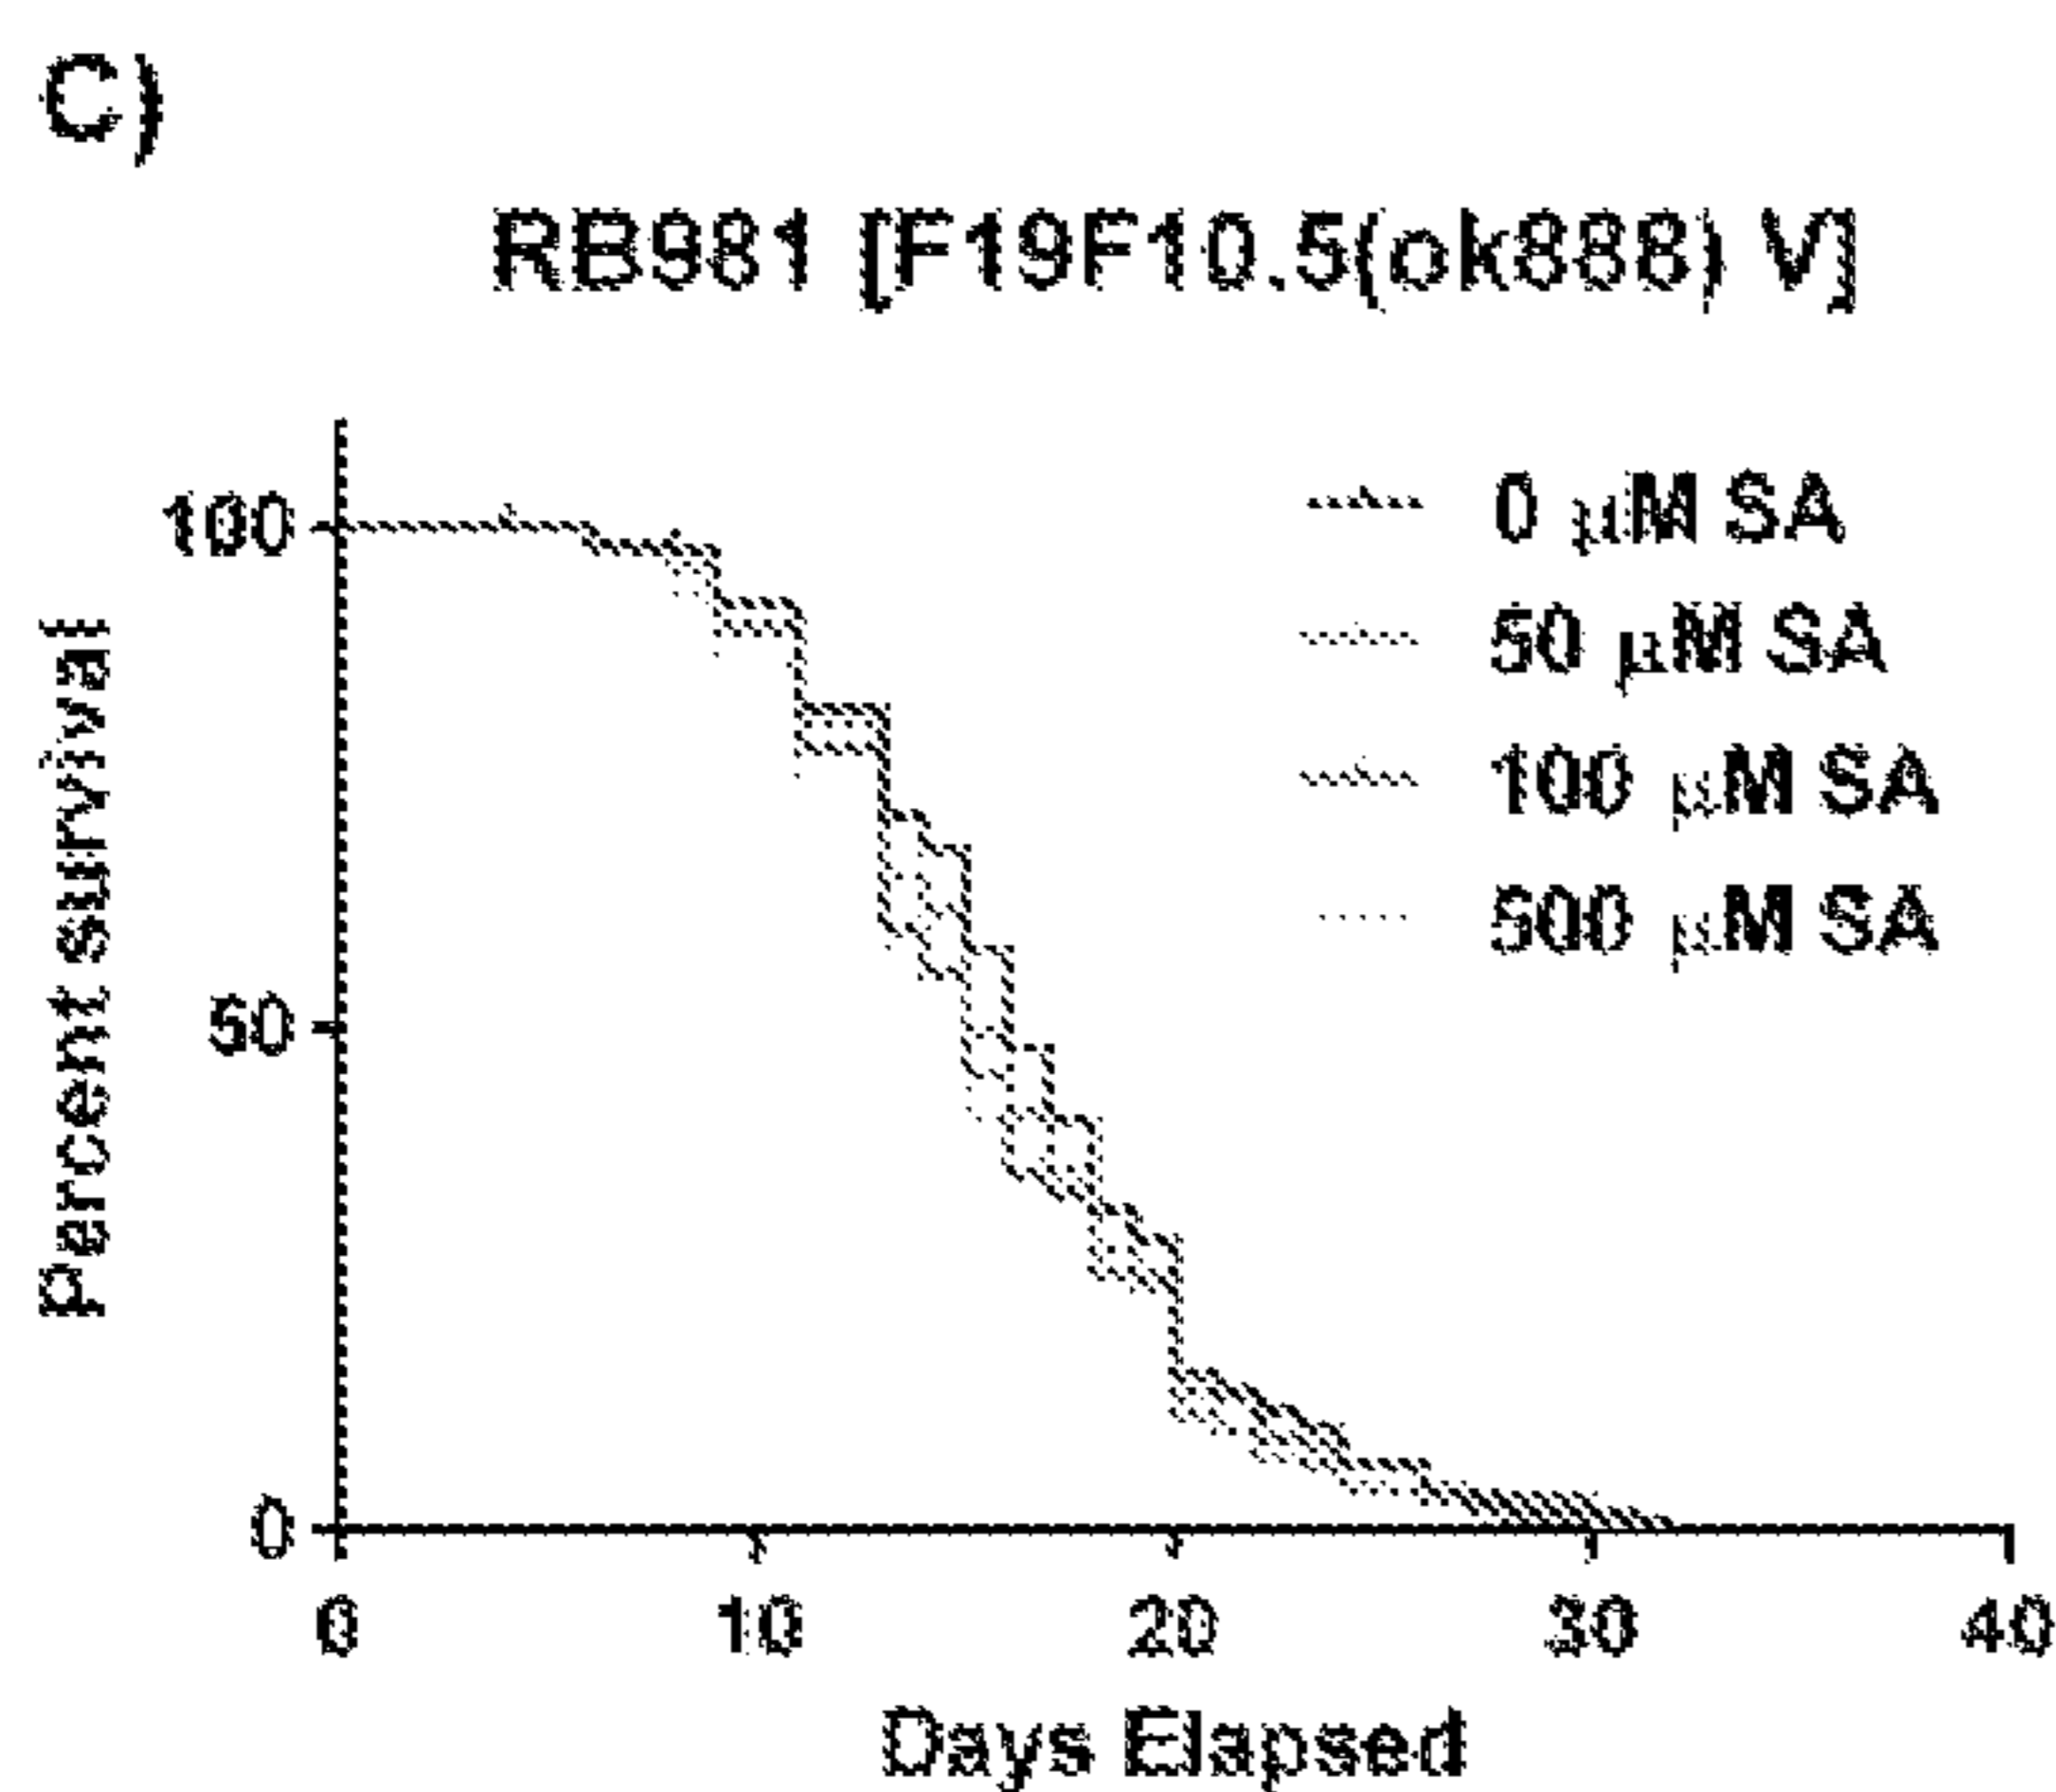 C)
RB981 [F19F10.5(ok888) V]
0 µM SA
50 µM SA
100 µM SA
500 µM SA
Percent survival
100
50
0
0 10 20 30 40
Days Elapsed